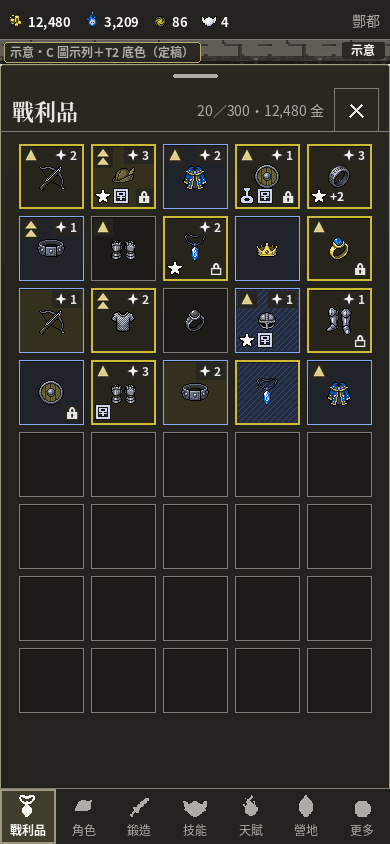 12,480 3,209 86 4 酆都
示意・C 圖示列＋T2 底色（定稿） 示意
戰利品 20／300・12,480 金
2 3 2 1 3
+2
1 2
1 2 1 1
3 2
戰利品 角色 鍛造 技能 天賦 營地 更多